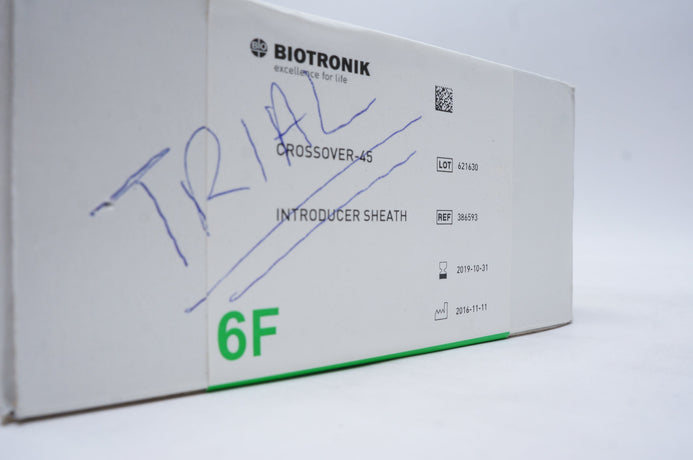 BIO BIOTRONIK
excellence for life
TRIAL
CROSSOVER-45
LOT 621630
INTRODUCER SHEATH
REF 386593
2019-10-31
2016-11-11
6F